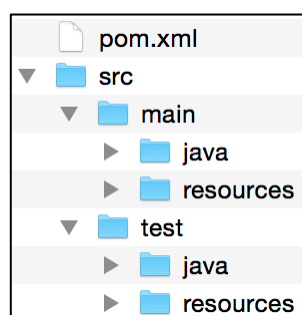 pom.xml
src
main
java
resources
test
java
resources